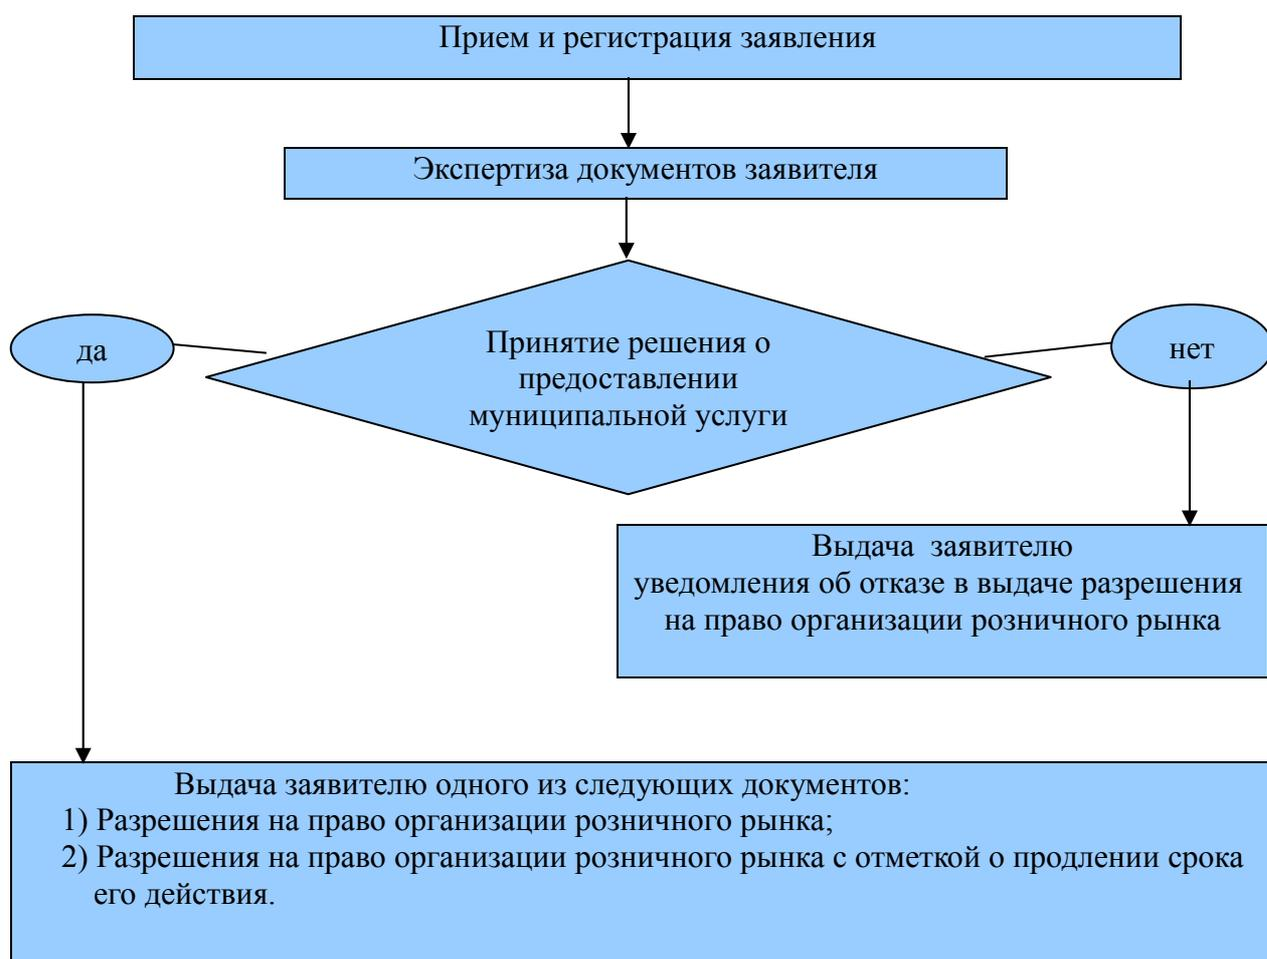 Прием и регистрация заявления
Экспертиза документов заявителя
Принятие решения о
предоставлении
муниципальной услуги
да
нет
Выдача заявителю
уведомления об отказе в выдаче разрешения
на право организации розничного рынка
Выдача заявителю одного из следующих документов:
1) Разрешения на право организации розничного рынка;
2) Разрешения на право организации розничного рынка с отметкой о продлении срока
его действия.